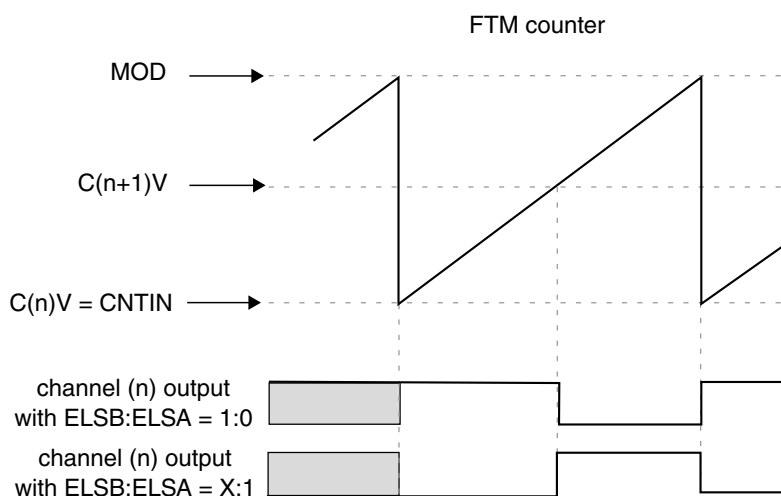 FTM counter
MOD
C(n+1)V
C(n)V = CNTIN
channel (n) output
with ELSB:ELSA = 1:0
channel (n) output
with ELSB:ELSA = X:1